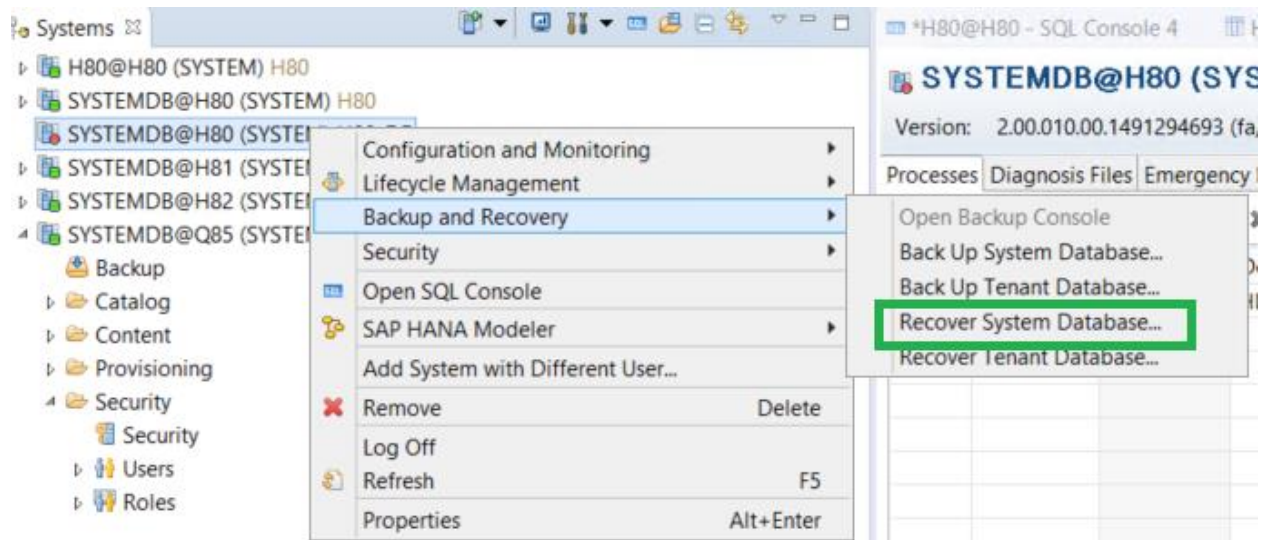 Systems
H80@H80 (SYSTEM) H80
SYSTEMDB@H80 (SYSTEM) H80
SYSTEMDB@H80 (SYSTE
SYSTEMDB@H81 (SYSTE
SYSTEMDB@H82 (SYSTE
SYSTEMDB@Q85 (SYSTE
Backup
Catalog
Content
Provisioning
Security
Security
Users
Roles
Configuration and Monitoring
Lifecycle Management
Backup and Recovery
Security
Open SQL Console
SAP HANA Modeler
Add System with Different User...
Remove Delete
Log Off
Refresh F5
Properties Alt+Enter
*H80@H80 - SQL Console 4
SYSTEMDB@H80 (SYS
Version: 2.00.010.00.1491294693 (fa/
Processes Diagnosis Files Emergency
Open Backup Console
Back Up System Database...
Back Up Tenant Database...
Recover System Database...
Recover Tenant Database...